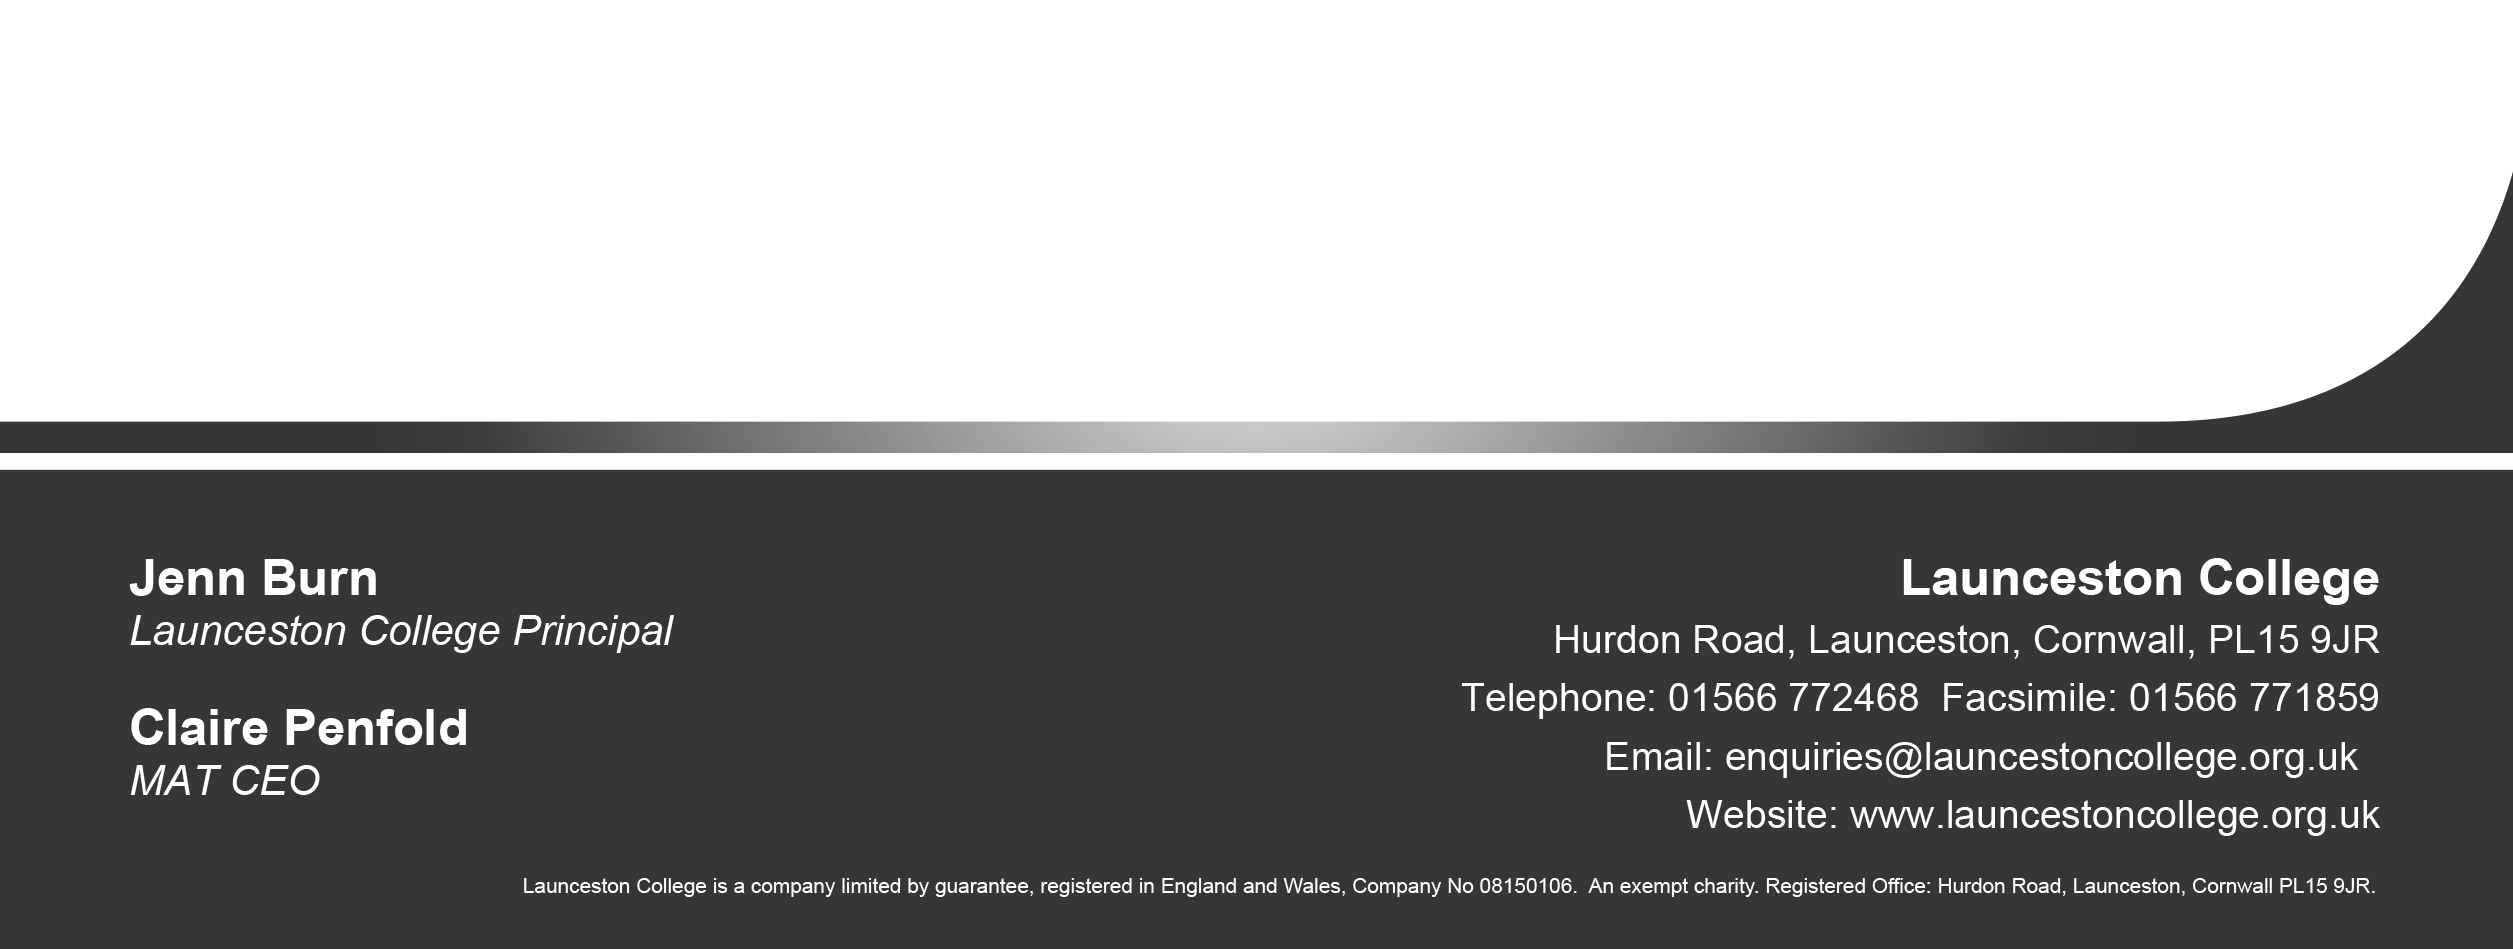 Jenn Burn
Launceston College Principal
Claire Penfold
MAT CEO
Launceston College
Hurdon Road, Launceston, Cornwall, PL15 9JR
Telephone: 01566 772468  Facsimile: 01566 771859
Email: enquiries@launcestoncollege.org.uk
Website: www.launcestoncollege.org.uk
Launceston College is a company limited by guarantee, registered in England and Wales, Company No 08150106.  An exempt charity. Registered Office: Hurdon Road, Launceston, Cornwall PL15 9JR.